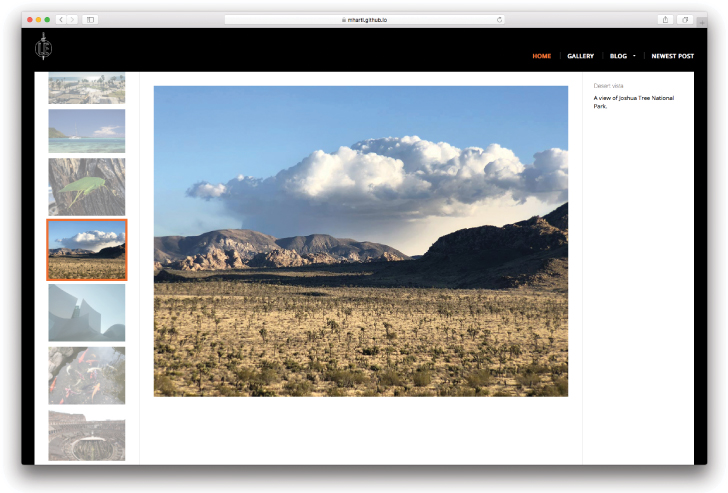 mhartl.github.io
HOME
GALLERY
BLOG
NEWEST POST
Desert vista
A view of Joshua Tree National
Park.